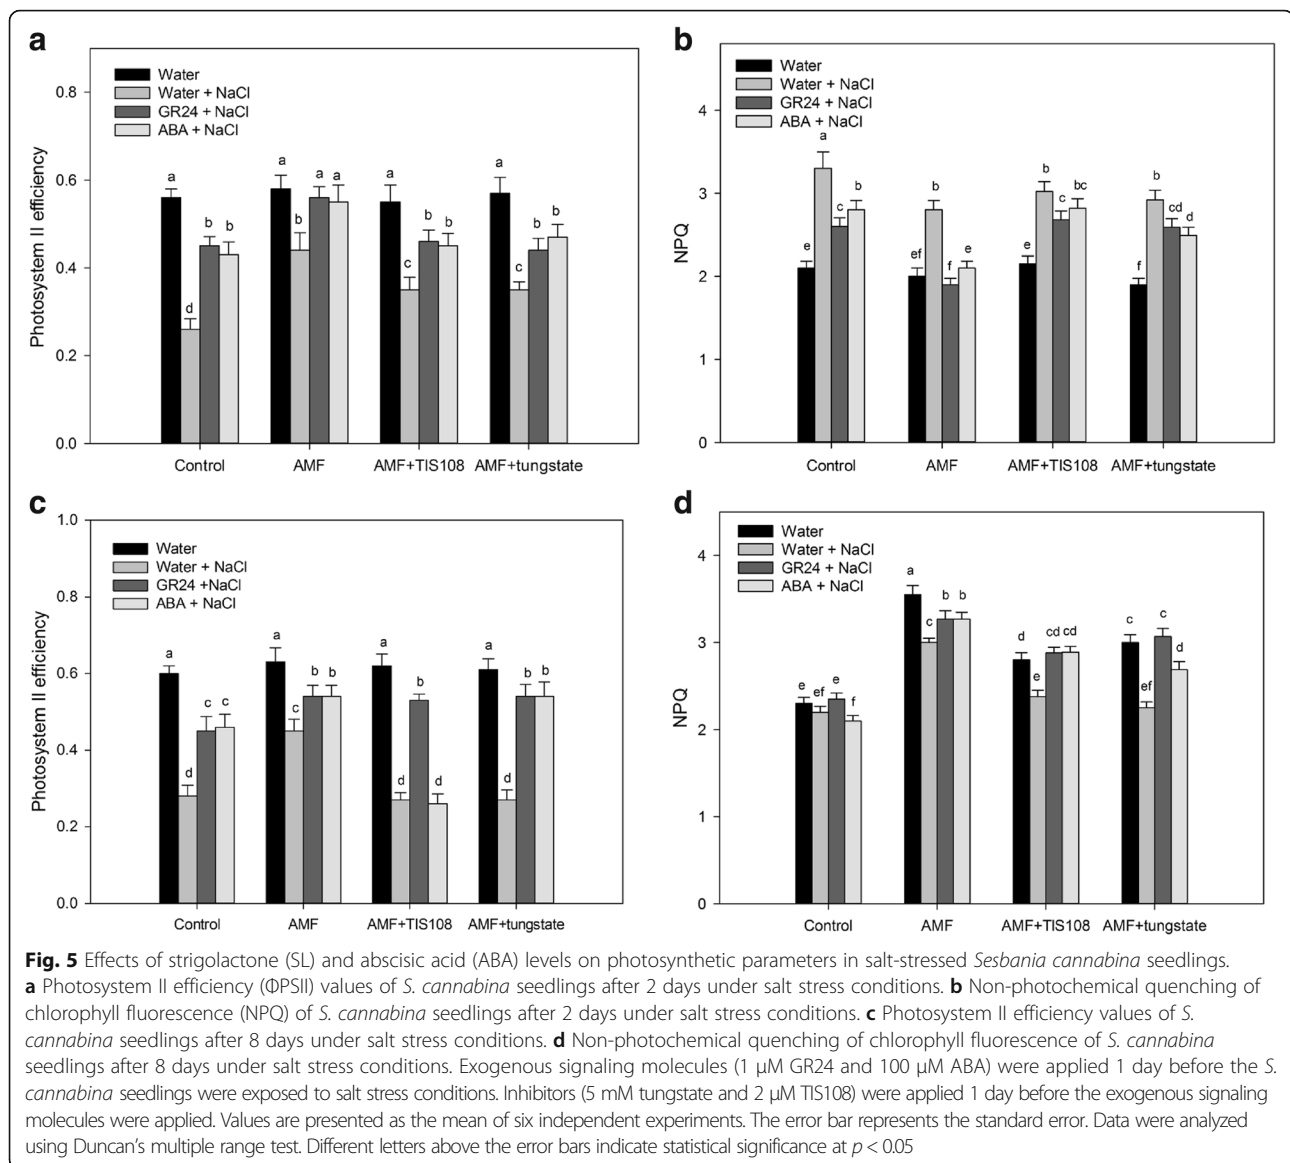 a
Water
Water + NaCl
GR24 + NaCl
ABA + NaCl
Photosystem II efficiency
0.8
0.6
0.4
0.2
0.0
a
d
b
b
a
b
a
a
a
c
b
b
a
c
b
b
Control
AMF
AMF+TIS108
AMF+tungstate
b
Water
Water + NaCl
GR24 + NaCl
ABA + NaCl
NPQ
4
3
2
1
0
e
a
c
b
ef
b
f
e
e
b
c
bc
f
b
cd
d
Control
AMF
AMF+TIS108
AMF+tungstate
c
Water
Water + NaCl
GR24 +NaCl
ABA + NaCl
Photosystem II efficiency
1.0
0.8
0.6
0.4
0.2
0.0
a
d
c
c
a
c
b
b
a
d
b
d
a
d
b
b
Control
AMF
AMF+TIS108
AMF+tungstate
d
Water
Water + NaCl
GR24 + NaCl
ABA + NaCl
NPQ
4
3
2
1
0
e
ef
e
f
a
c
b
b
d
e
cd
cd
c
ef
c
d
Control
AMF
AMF+TIS108
AMF+tungstate
Fig. 5 Effects of strigolactone (SL) and abscisic acid (ABA) levels on photosynthetic parameters in salt-stressed Sesbania cannabina seedlings.
a Photosystem II efficiency (ΦPSII) values of S. cannabina seedlings after 2 days under salt stress conditions. b Non-photochemical quenching of
chlorophyll fluorescence (NPQ) of S. cannabina seedlings after 2 days under salt stress conditions. c Photosystem II efficiency values of S.
cannabina seedlings after 8 days under salt stress conditions. d Non-photochemical quenching of chlorophyll fluorescence of S. cannabina
seedlings after 8 days under salt stress conditions. Exogenous signaling molecules (1 μM GR24 and 100 μM ABA) were applied 1 day before the S.
cannabina seedlings were exposed to salt stress conditions. Inhibitors (5 mM tungstate and 2 μM TIS108) were applied 1 day before the exogenous signaling
molecules were applied. Values are presented as the mean of six independent experiments. The error bar represents the standard error. Data were analyzed
using Duncan's multiple range test. Different letters above the error bars indicate statistical significance at p < 0.05